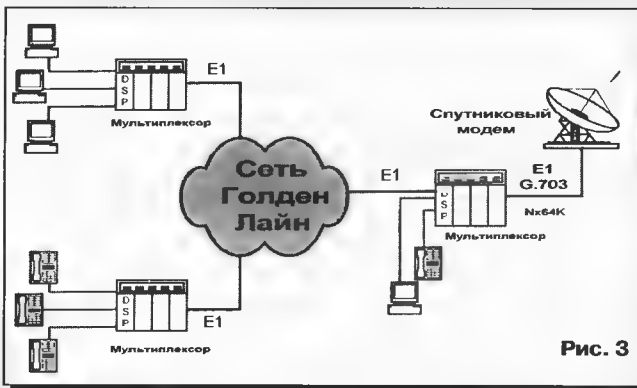 E1
D
S
P
Мультиплексор
Спутниковый
модем
Сеть
Голден
Лайн
E1
E1
G.703
D
S
P
Nx64K
Мультиплексор
D
S
P
E1
Мультиплексор
Рис. 3